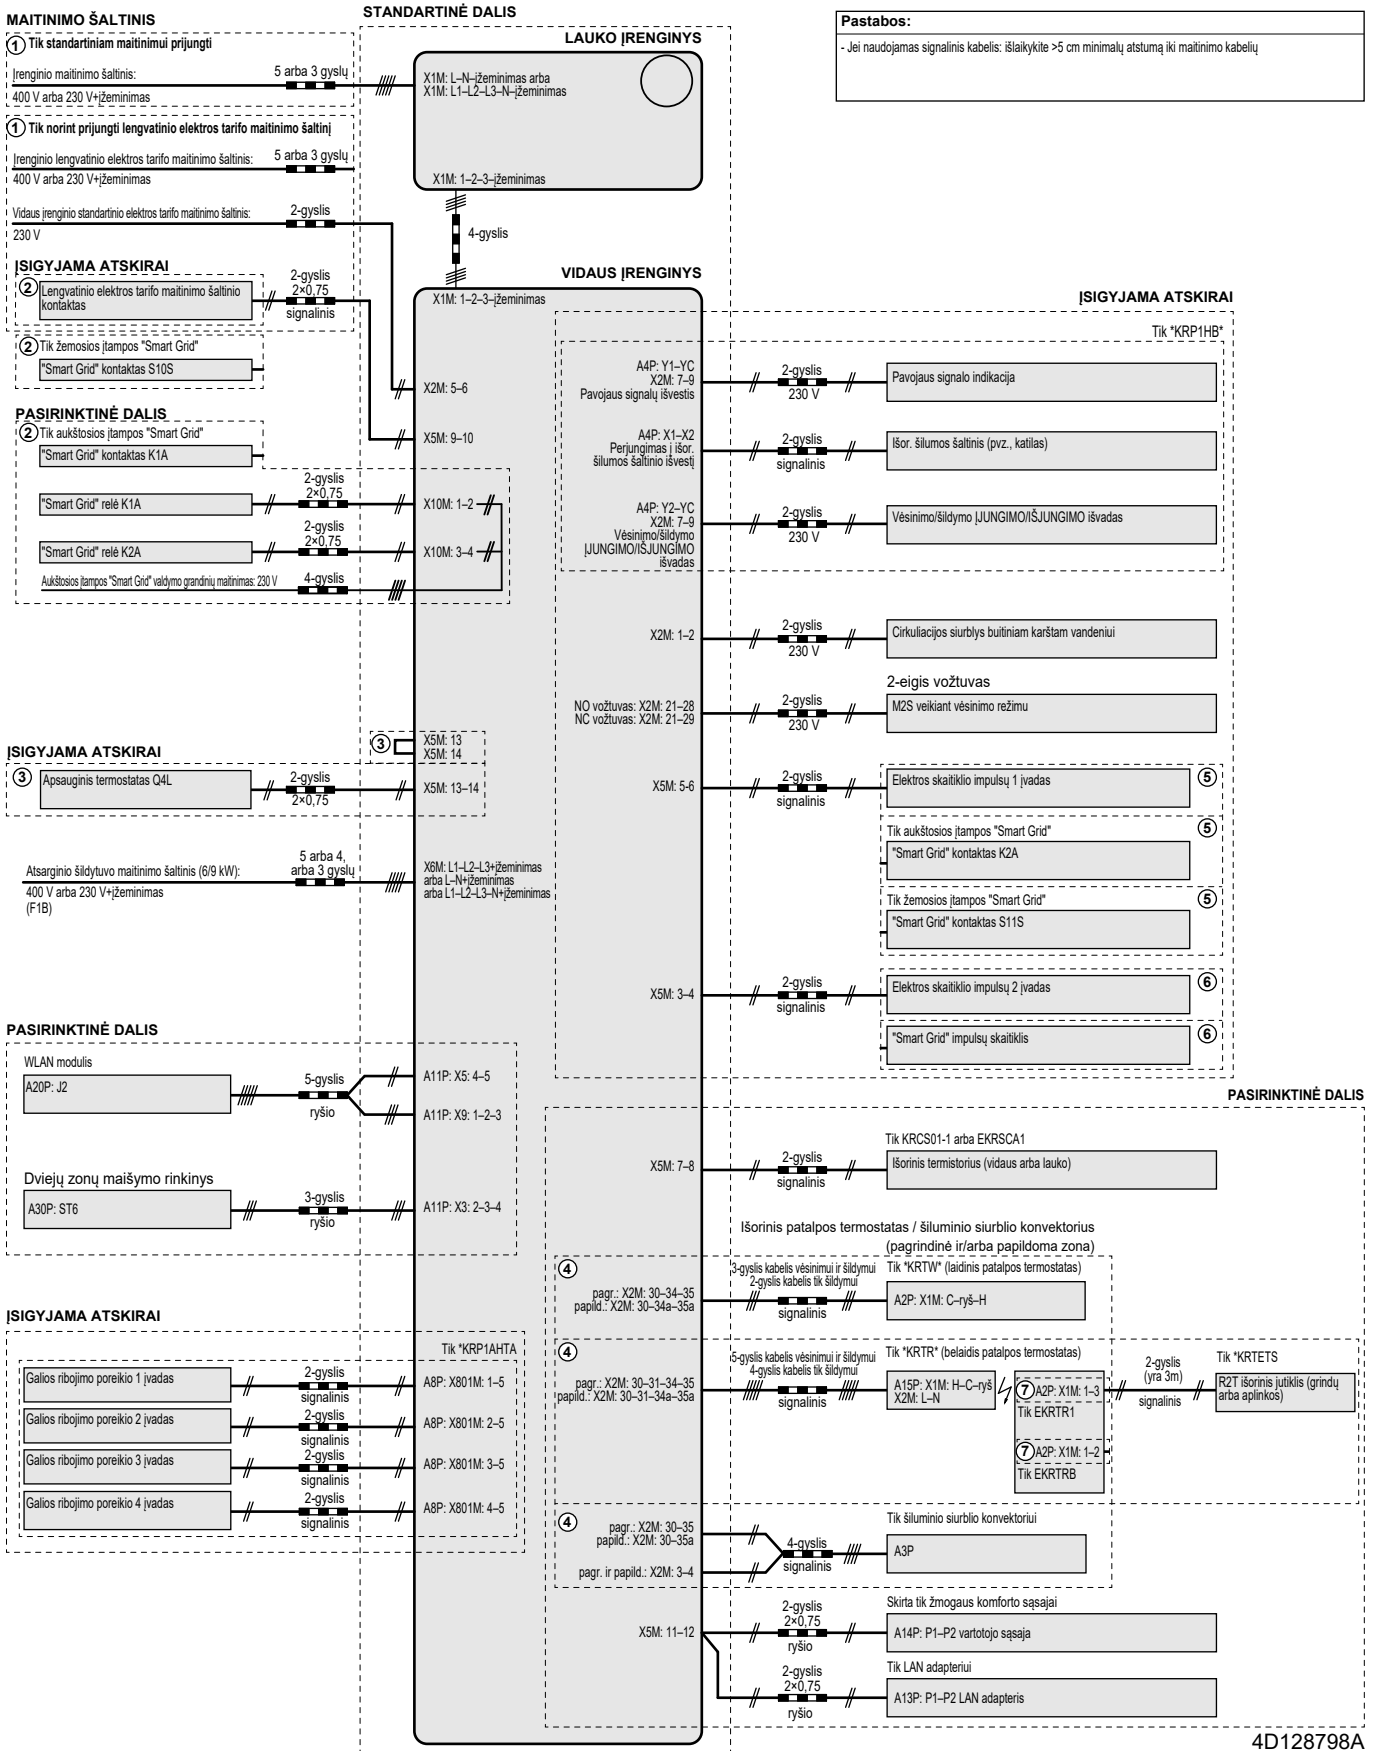 MAITINIMO ŠALTINIS
① Tik standartiniam maitinimui prijungti
Įrenginio maitinimo šaltinis:
5 arba 3 gyslų
400 V arba 230 V+įžeminimas
① Tik norint prijungti lengvatinio elektros tarifo maitinimo šaltinį
Įrenginio lengvatinio elektros tarifo maitinimo šaltinis:
5 arba 3 gyslų
400 V arba 230 V+įžeminimas
Vidaus įrenginio standartinio elektros tarifo maitinimo šaltinis:
2-gyslis
230 V
ĮSIGYJAMA ATSKIRAI
② Lengvatinio elektros tarifo maitinimo šaltinio
kontaktas
2-gyslis
2×0,75
signalinis
② Tik žemosios įtampos "Smart Grid"
"Smart Grid" kontaktas S10S
PASIRINKTINĖ DALIS
② Tik aukštosios įtampos "Smart Grid"
"Smart Grid" kontaktas K1A
"Smart Grid" relė K1A
2-gyslis
2×0,75
"Smart Grid" relė K2A
2-gyslis
2×0,75
Aukštosios įtampos "Smart Grid" valdymo grandinių maitinimas: 230 V
4-gyslis
ĮSIGYJAMA ATSKIRAI
③ Apsauginis termostatas Q4L
2-gyslis
2×0,75
Atsarginio šildytuvo maitinimo šaltinis (6/9 kW):
5 arba 4,
arba 3 gyslų
400 V arba 230 V+įžeminimas
(F1B)
PASIRINKTINĖ DALIS
WLAN modulis
A20P: J2
5-gyslis
ryšio
Dviejų zonų maišymo rinkinys
A30P: ST6
3-gyslis
ryšio
ĮSIGYJAMA ATSKIRAI
Tik *KRP1AHTA
Galios ribojimo poreikio 1 įvadas
2-gyslis
signalinis
A8P: X801M: 1–5
Galios ribojimo poreikio 2 įvadas
2-gyslis
signalinis
A8P: X801M: 2–5
Galios ribojimo poreikio 3 įvadas
2-gyslis
signalinis
A8P: X801M: 3–5
Galios ribojimo poreikio 4 įvadas
2-gyslis
signalinis
A8P: X801M: 4–5
STANDARTINĖ DALIS
LAUKO ĮRENGINYS
X1M: L–N–įžeminimas arba
X1M: L1–L2–L3–N–įžeminimas
X1M: 1–2–3–įžeminimas
4-gyslis
VIDAUS ĮRENGINYS
X1M: 1–2–3–įžeminimas
X2M: 5–6
X5M: 9–10
X10M: 1–2
X10M: 3–4
③
X5M: 13
X5M: 14
X5M: 13–14
X6M: L1–L2–L3+įžeminimas
arba L–N+įžeminimas
arba L1–L2–L3–N+įžeminimas
A11P: X5: 4–5
A11P: X9: 1–2–3
A11P: X3: 2–3–4
Pastabos:
- Jei naudojamas signalinis kabelis: išlaikykite >5 cm minimalų atstumą iki maitinimo kabelių
ĮSIGYJAMA ATSKIRAI
Tik *KRP1HB*
A4P: Y1–YC
X2M: 7–9
Pavojaus signalų išvestis
2-gyslis
230 V
Pavojaus signalo indikacija
A4P: X1–X2
Perjungimas į išor.
šilumos šaltinio išvestį
2-gyslis
signalinis
Išor. šilumos šaltinis (pvz., katilas)
A4P: Y2–YC
X2M: 7–9
Vėsinimo/šildymo
ĮJUNGIMO/IŠJUNGIMO
išvadas
2-gyslis
230 V
Vėsinimo/šildymo ĮJUNGIMO/IŠJUNGIMO išvadas
X2M: 1–2
2-gyslis
230 V
Cirkuliacijos siurblys buitiniam karštam vandeniui
2-eigis vožtuvas
NO vožtuvas: X2M: 21–28
NC vožtuvas: X2M: 21–29
2-gyslis
230 V
M2S veikiant vėsinimo režimu
X5M: 5-6
2-gyslis
signalinis
Elektros skaitiklio impulsų 1 įvadas
⑤
Tik aukštosios įtampos "Smart Grid"
⑤
"Smart Grid" kontaktas K2A
Tik žemosios įtampos "Smart Grid"
⑤
"Smart Grid" kontaktas S11S
X5M: 3–4
2-gyslis
signalinis
Elektros skaitiklio impulsų 2 įvadas
⑥
"Smart Grid" impulsų skaitiklis
⑥
PASIRINKTINĖ DALIS
Tik KRCS01-1 arba EKRSCA1
X5M: 7–8
2-gyslis
signalinis
Išorinis termistorius (vidaus arba lauko)
Išorinis patalpos termostatas / šiluminio siurblio konvektorius
(pagrindinė ir/arba papildoma zona)
④
pagr.: X2M: 30–34–35
papild.: X2M: 30–34a–35a
3-gyslis kabelis vėsinimui ir šildymui
2-gyslis kabelis tik šildymui
signalinis
Tik *KRTW* (laidinis patalpos termostatas)
A2P: X1M: C–ryš–H
④
pagr.: X2M: 30–31–34–35
papild.: X2M: 30–31–34a–35a
5-gyslis kabelis vėsinimui ir šildymui
4-gyslis kabelis tik šildymui
signalinis
Tik *KRTR* (belaidis patalpos termostatas)
A15P: X1M: H–C–ryš
X2M: L–N
⑦ A2P: X1M: 1–3
Tik EKRTR1
⑦ A2P: X1M: 1–2
Tik EKRTRB
2-gyslis
(yra 3m)
signalinis
Tik *KRTETS
R2T išorinis jutiklis (grindų
arba aplinkos)
④
pagr.: X2M: 30–35
papild.: X2M: 30–35a
pagr. ir papild.: X2M: 3–4
4-gyslis
signalinis
Tik šiluminio siurblio konvektoriui
A3P
X5M: 11–12
2-gyslis
2×0,75
ryšio
Skirta tik žmogaus komforto sąsajai
A14P: P1–P2 vartotojo sąsaja
2-gyslis
2×0,75
ryšio
Tik LAN adapteriui
A13P: P1–P2 LAN adapteris
4D128798A